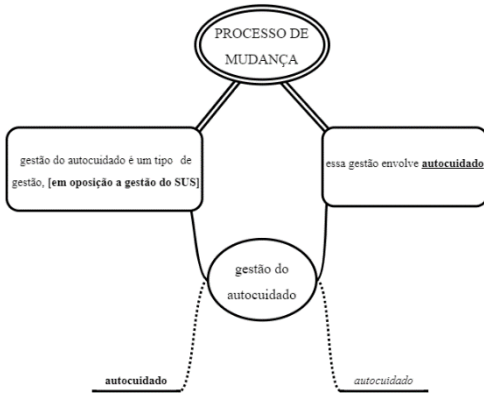 PROCESSO DE
MUDANÇA
gestão do autocuidado é um tipo de
gestão, [em oposição a gestão do SUS]
essa gestão envolve autocuidado
gestão do
autocuidado
autocuidado
autocuidado